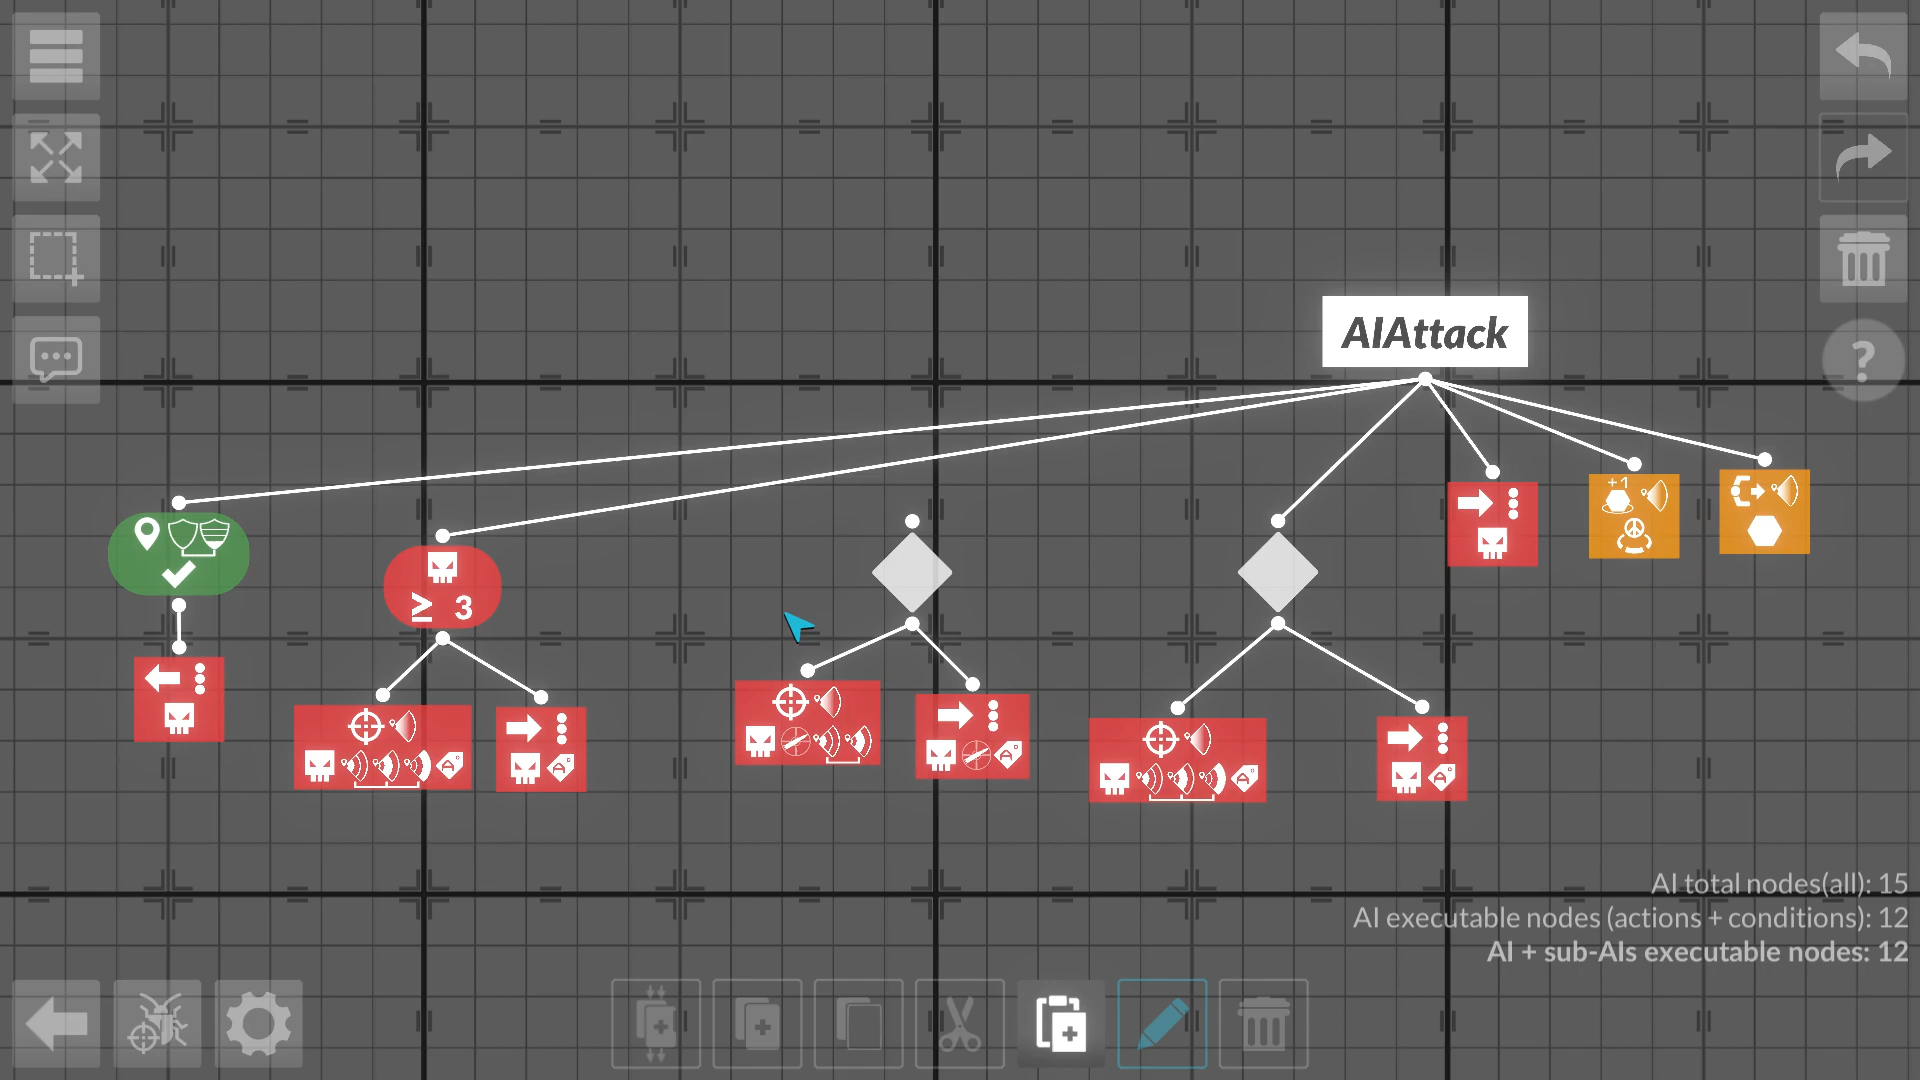 AIAttack
+1
≥ 3
A
A
A
A
A
AI total nodes(all): 15
AI executable nodes (actions + conditions): 12
AI + sub-AIs executable nodes: 12
?